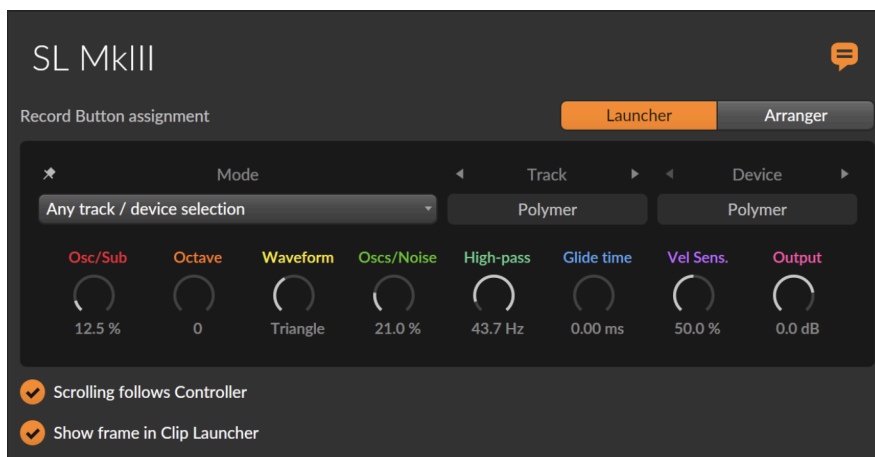 SL MkIII
Record Button assignment Launcher Arranger
Mode Track Device
Any track / device selection Polymer Polymer
Osc/Sub Octave Waveform Oscs/Noise High-pass Glide time Vel Sens. Output
12.5 % 0 Triangle 21.0 % 43.7 Hz 0.00 ms 50.0 % 0.0 dB
Scrolling follows Controller
Show frame in Clip Launcher